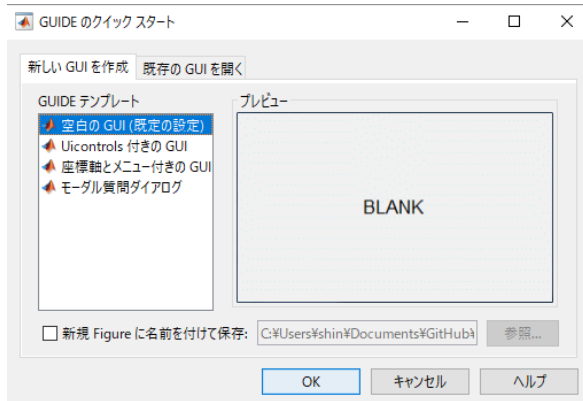 GUIDE のクイック スタート
新しい GUI を作成
既存の GUI を開く
GUIDE テンプレート
空白の GUI (既定の設定)
Uicontrols 付きの GUI
座標軸とメニュー付きの GUI
モーダル質問ダイアログ
プレビュー
BLANK
新規 Figure に名前を付けて保存:
C:¥Users¥shin¥Documents¥GitHub¥
参照...
OK
キャンセル
ヘルプ